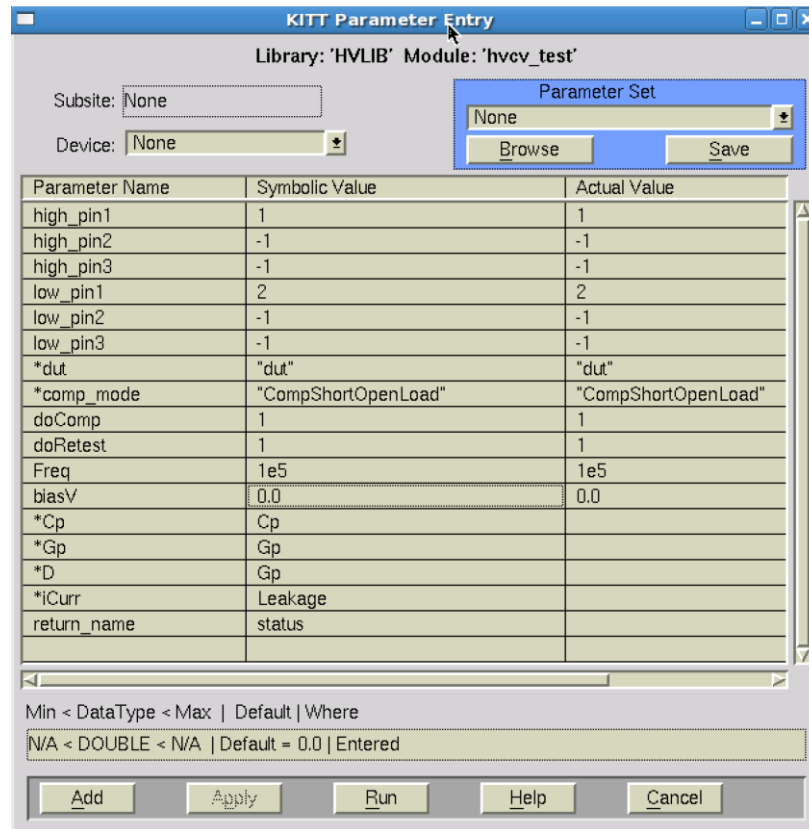 KITT Parameter Entry
Library: 'HVLIB' Module: 'hvcv_test'
Subsite: None
Device: None
Parameter Set
None
Browse Save
Parameter Name Symbolic Value Actual Value
high_pin1 1 1
high_pin2 -1 -1
high_pin3 -1 -1
low_pin1 2 2
low_pin2 -1 -1
low_pin3 -1 -1
*dut "dut" "dut"
*comp_mode "CompShortOpenLoad" "CompShortOpenLoad"
doComp 1 1
doRetest 1 1
Freq 1e5 1e5
biasV 0.0 0.0
*Cp Cp
*Gp Gp
*D Gp
*iCurr Leakage
return_name status
Min < DataType < Max | Default | Where
N/A < DOUBLE < N/A | Default = 0.0 | Entered
Add Apply Run Help Cancel